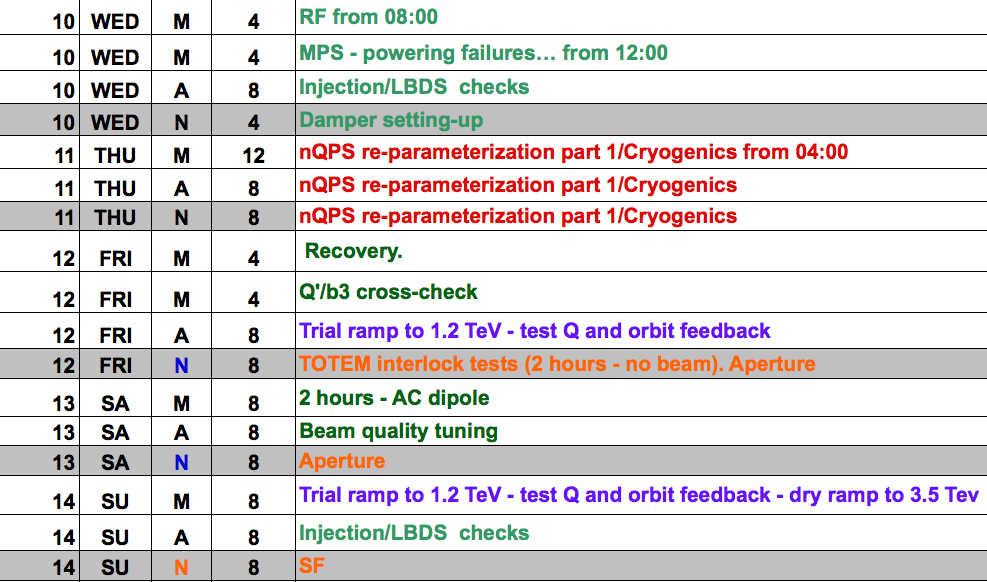 10 WED M 4 RF from 08:00
10 WED M 4 MPS - powering failures… from 12:00
10 WED A 8 Injection/LBDS  checks
10 WED N 4 Damper setting-up
11 THU M 12 nQPS re-parameterization part 1/Cryogenics from 04:00
11 THU A 8 nQPS re-parameterization part 1/Cryogenics
11 THU N 8 nQPS re-parameterization part 1/Cryogenics
12 FRI M 4 Recovery.
12 FRI M 4 Q'/b3 cross-check
12 FRI A 8 Trial ramp to 1.2 TeV - test Q and orbit feedback
12 FRI N 8 TOTEM interlock tests (2 hours - no beam). Aperture
13 SA M 8 2 hours - AC dipole
13 SA A 8 Beam quality tuning
13 SA N 8 Aperture
14 SU M 8 Trial ramp to 1.2 TeV - test Q and orbit feedback - dry ramp to 3.5 Tev
14 SU A 8 Injection/LBDS  checks
14 SU N 8 SF